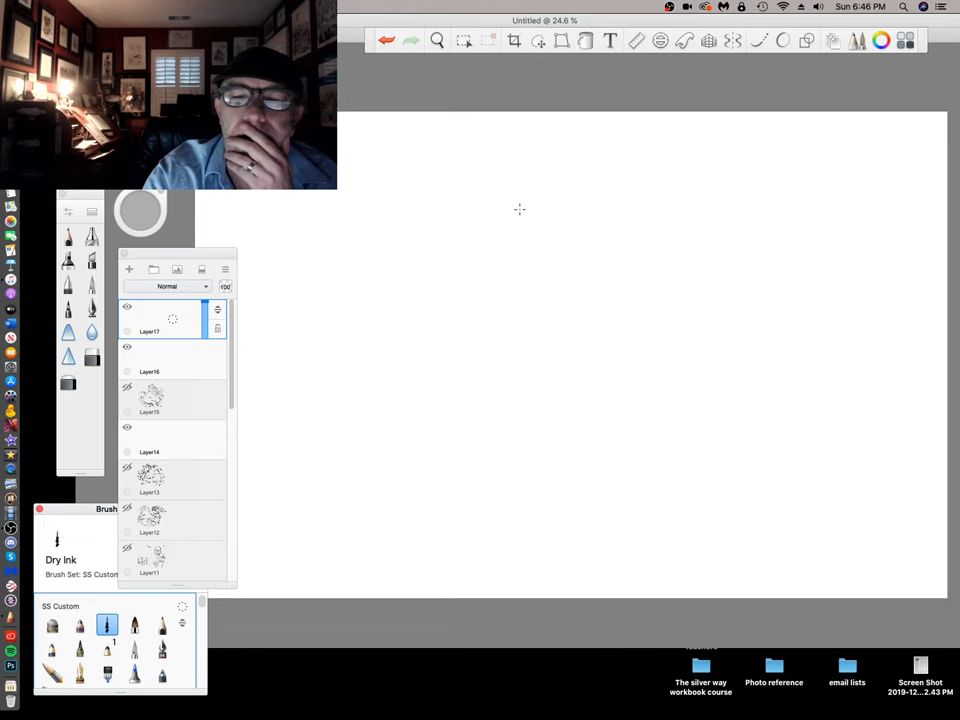 Sun 6:46 PM
Untitled @ 24.6 %
T
Normal
100
Layer17
Layer16
Layer15
Layer14
Layer13
Layer12
Layer11
Brush
Dry Ink
Brush Set: SS Custom
SS Custom
1
Ps
The silver way
workbook course
Photo reference
email lists
Screen Shot
2019-12...2.43 PM